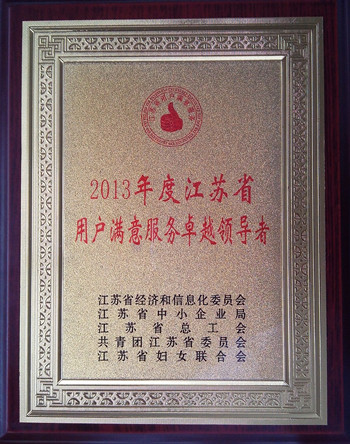 2013年度江苏省
用户满意服务卓越领导者
江苏省经济和信息化委员会
江苏省中小企业局
江苏省总工会
共青团江苏省委员会
江苏省妇女联合会